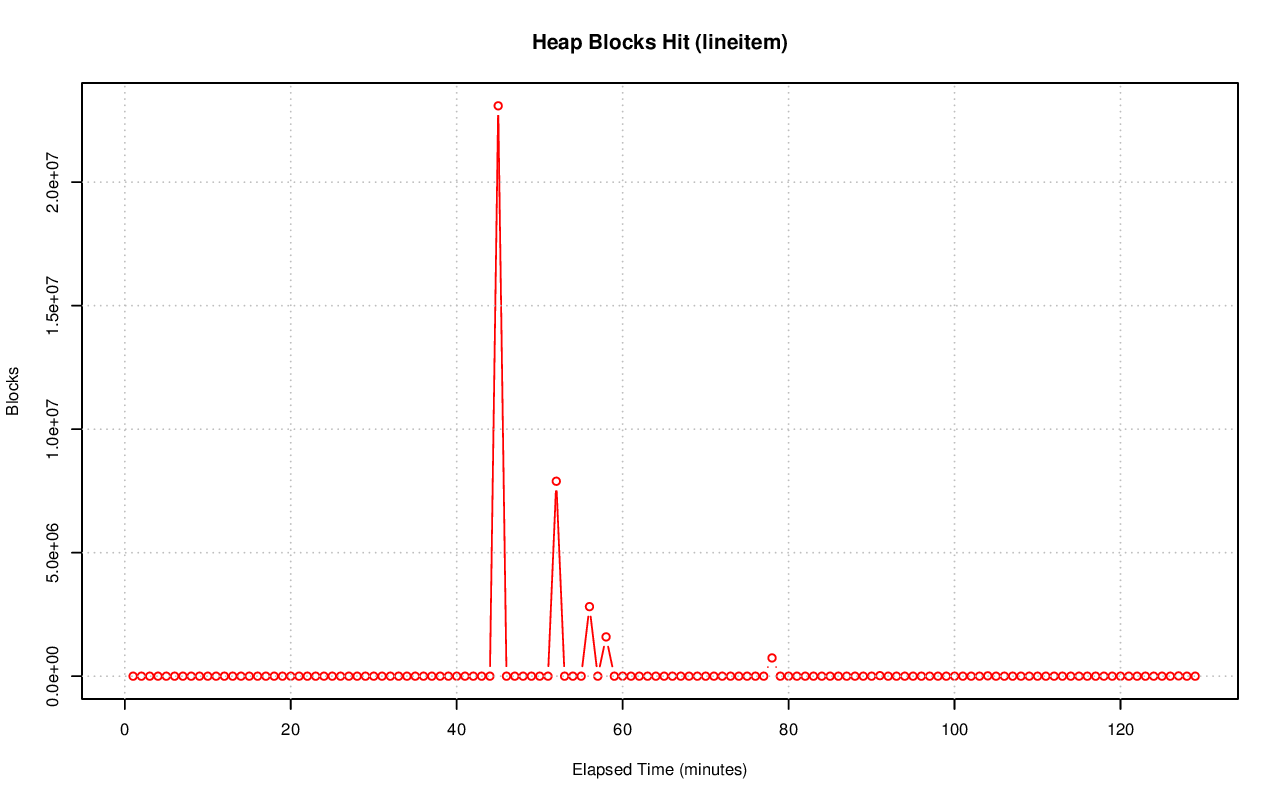 Heap Blocks Hit (lineitem)
Blocks
2.0e+07
1.5e+07
1.0e+07
5.0e+06
0.0e+00
0 20 40 60 80 100 120
Elapsed Time (minutes)